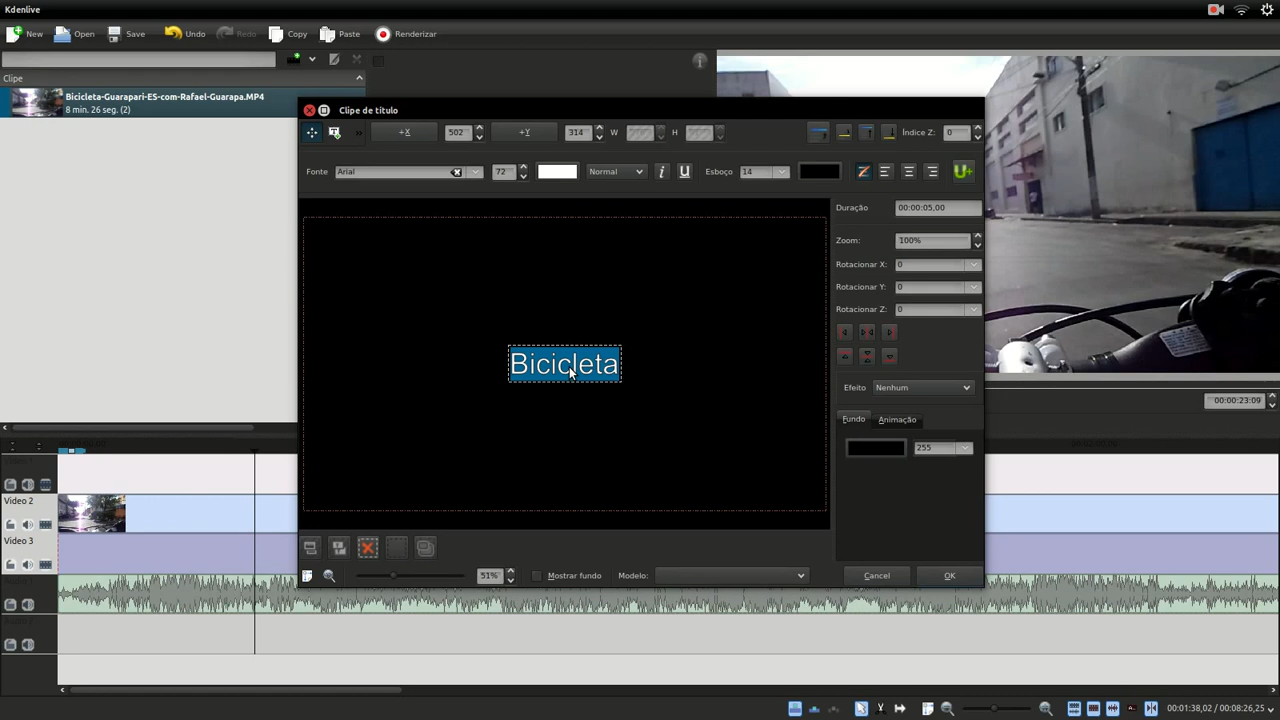 Kdenlive
New Open Save Undo Redo Copy Paste Renderizar
Clipe
Bicicleta-Guarapari-ES-com-Rafael-Guarapa.MP4
8 min. 26 seg. (2)
Clipe de título
+X 502 +Y 314 W H Índice Z: 0
Fonte Arial 72 Normal i U Esboço 14 U+
Duração 00:00:05,00
Zoom: 100%
Rotacionar X: 0
Rotacionar Y: 0
Rotacionar Z: 0
Bicicleta
Efeito Nenhum
00:00:23:09
Fundo Animação
255
Video 2
Video 3
51% Mostrar fundo Modelo: Cancel OK
00:01:38,02 / 00:08:26,25